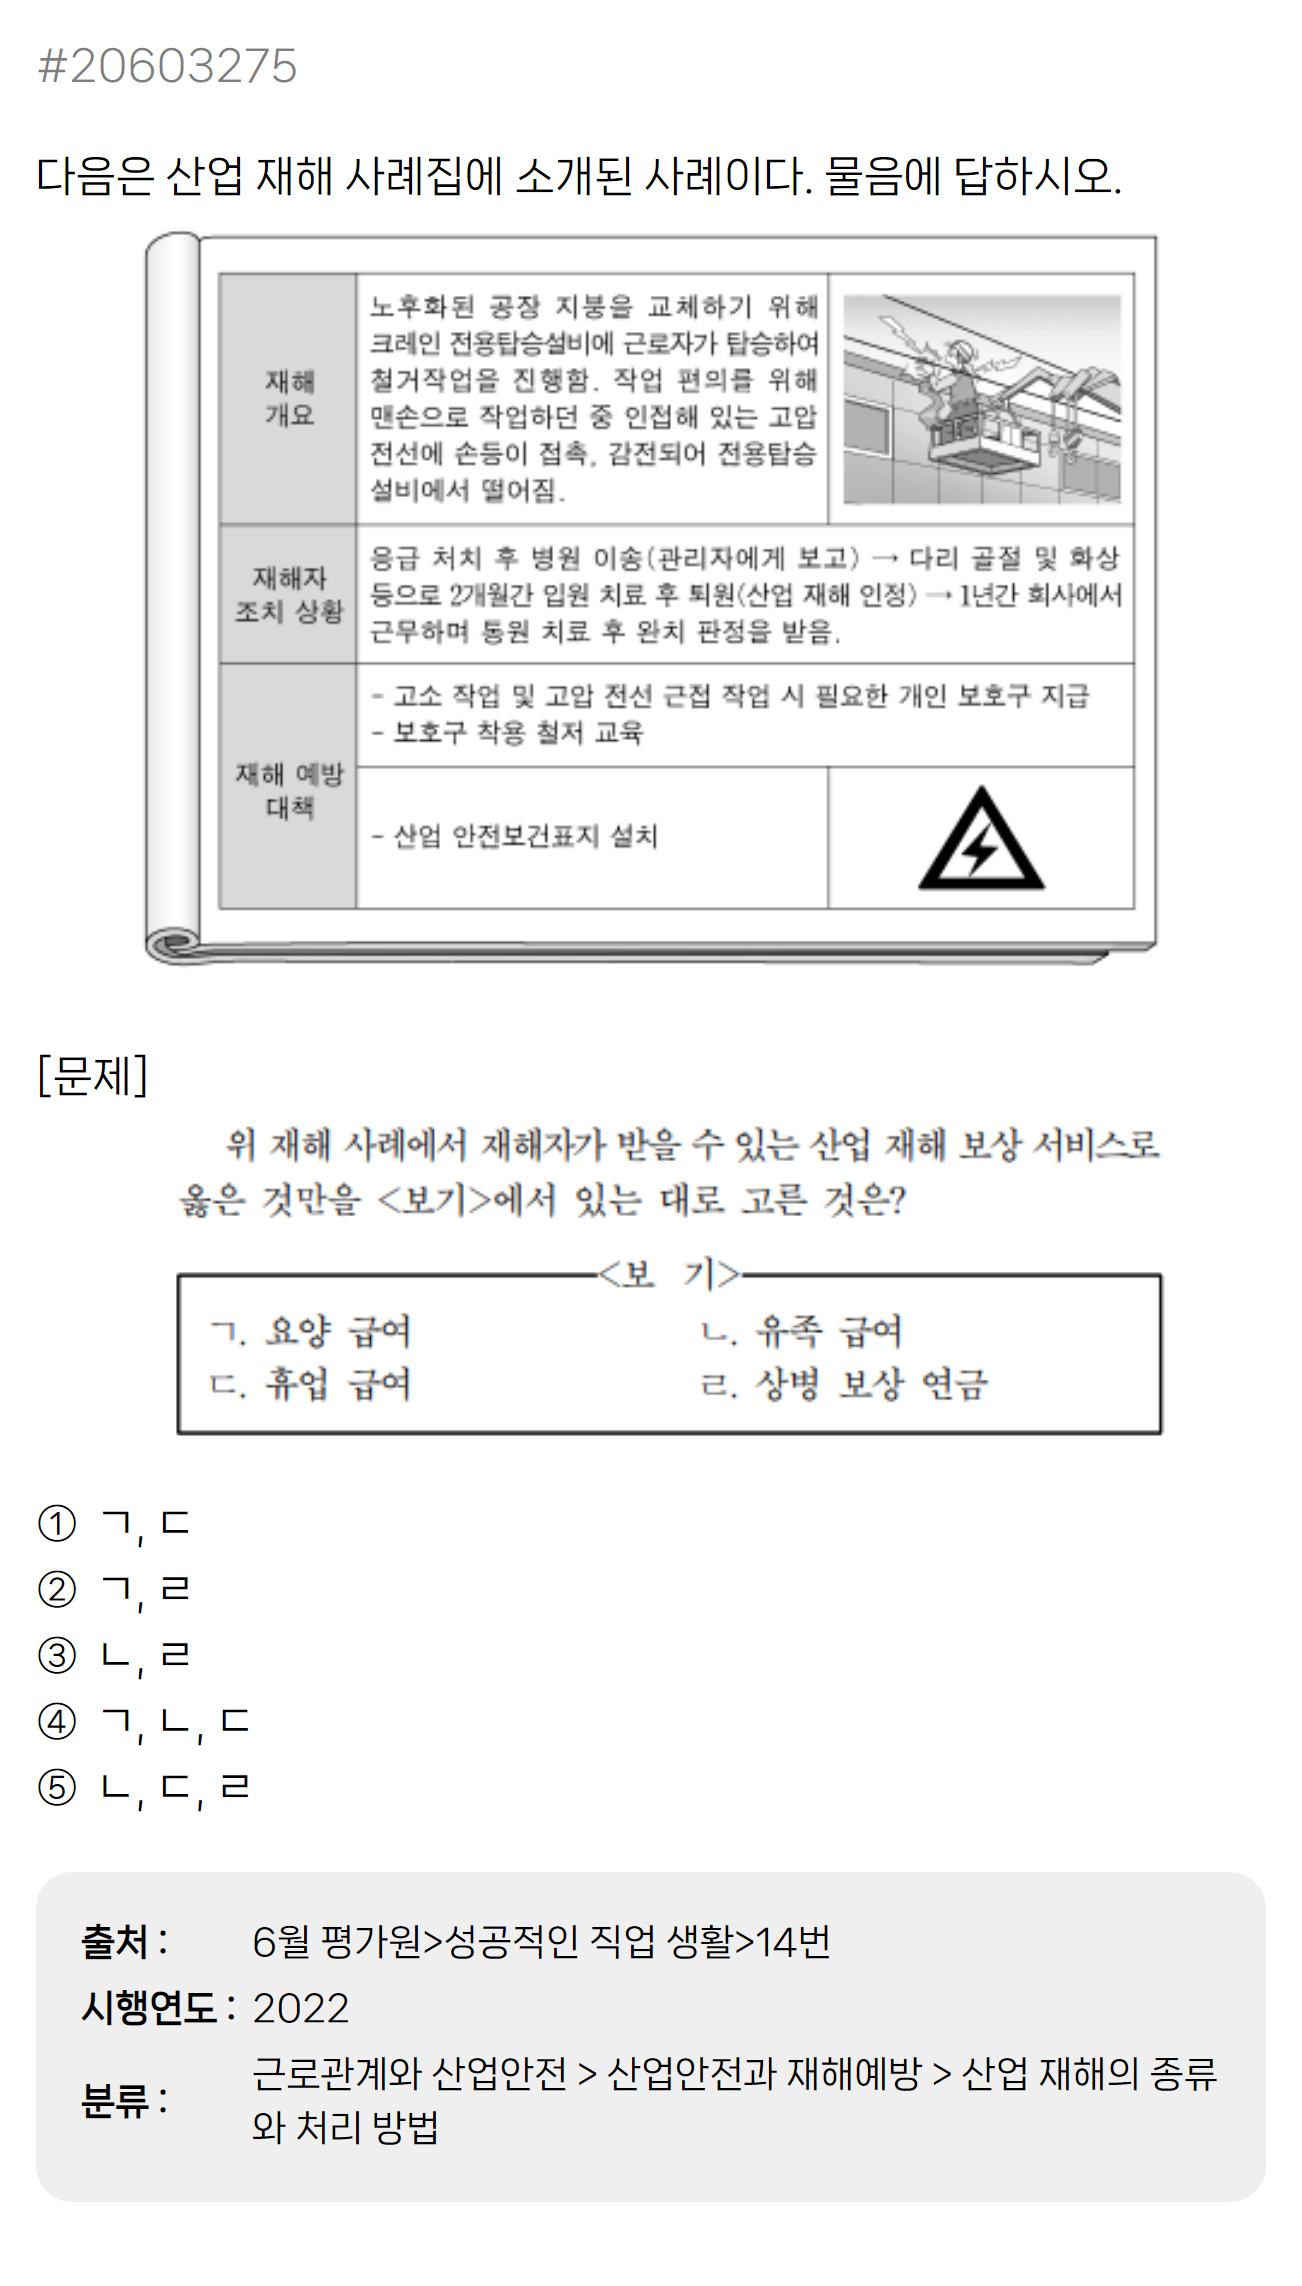 #20603275
다음은 산업 재해 사례집에 소개된 사례이다. 물음에 답하시오.
재해
개요
노후화된 공장 지붕을 교체하기 위해
크레인 전용탑승설비에 근로자가 탑승하여
철거작업을 진행함. 작업 편의를 위해
맨손으로 작업하던 중 인접해 있는 고압
전선에 손등이 접촉, 감전되어 전용탑승
설비에서 떨어짐.
재해자
조치 상황
응급 처치 후 병원 이송(관리자에게 보고) → 다리 골절 및 화상
등으로 2개월간 입원 치료 후 퇴원(산업 재해 인정) → 1년간 회사에서
근무하며 통원 치료 후 완치 판정을 받음.
재해 예방
대책
- 고소 작업 및 고압 전선 근접 작업 시 필요한 개인 보호구 지급
- 보호구 착용 철저 교육
- 산업 안전보건표지 설치
[문제]
위 재해 사례에서 재해자가 받을 수 있는 산업 재해 보상 서비스로
옳은 것만을 <보기>에서 있는 대로 고른 것은?
<보 기>
ㄱ. 요양 급여 ㄴ. 유족 급여
ㄷ. 휴업 급여 ㄹ. 상병 보상 연금
① ㄱ, ㄷ
② ㄱ, ㄹ
③ ㄴ, ㄹ
④ ㄱ, ㄴ, ㄷ
⑤ ㄴ, ㄷ, ㄹ
출처 : 6월 평가원>성공적인 직업 생활>14번
시행연도 : 2022
분류 : 근로관계와 산업안전 > 산업안전과 재해예방 > 산업 재해의 종류
와 처리 방법